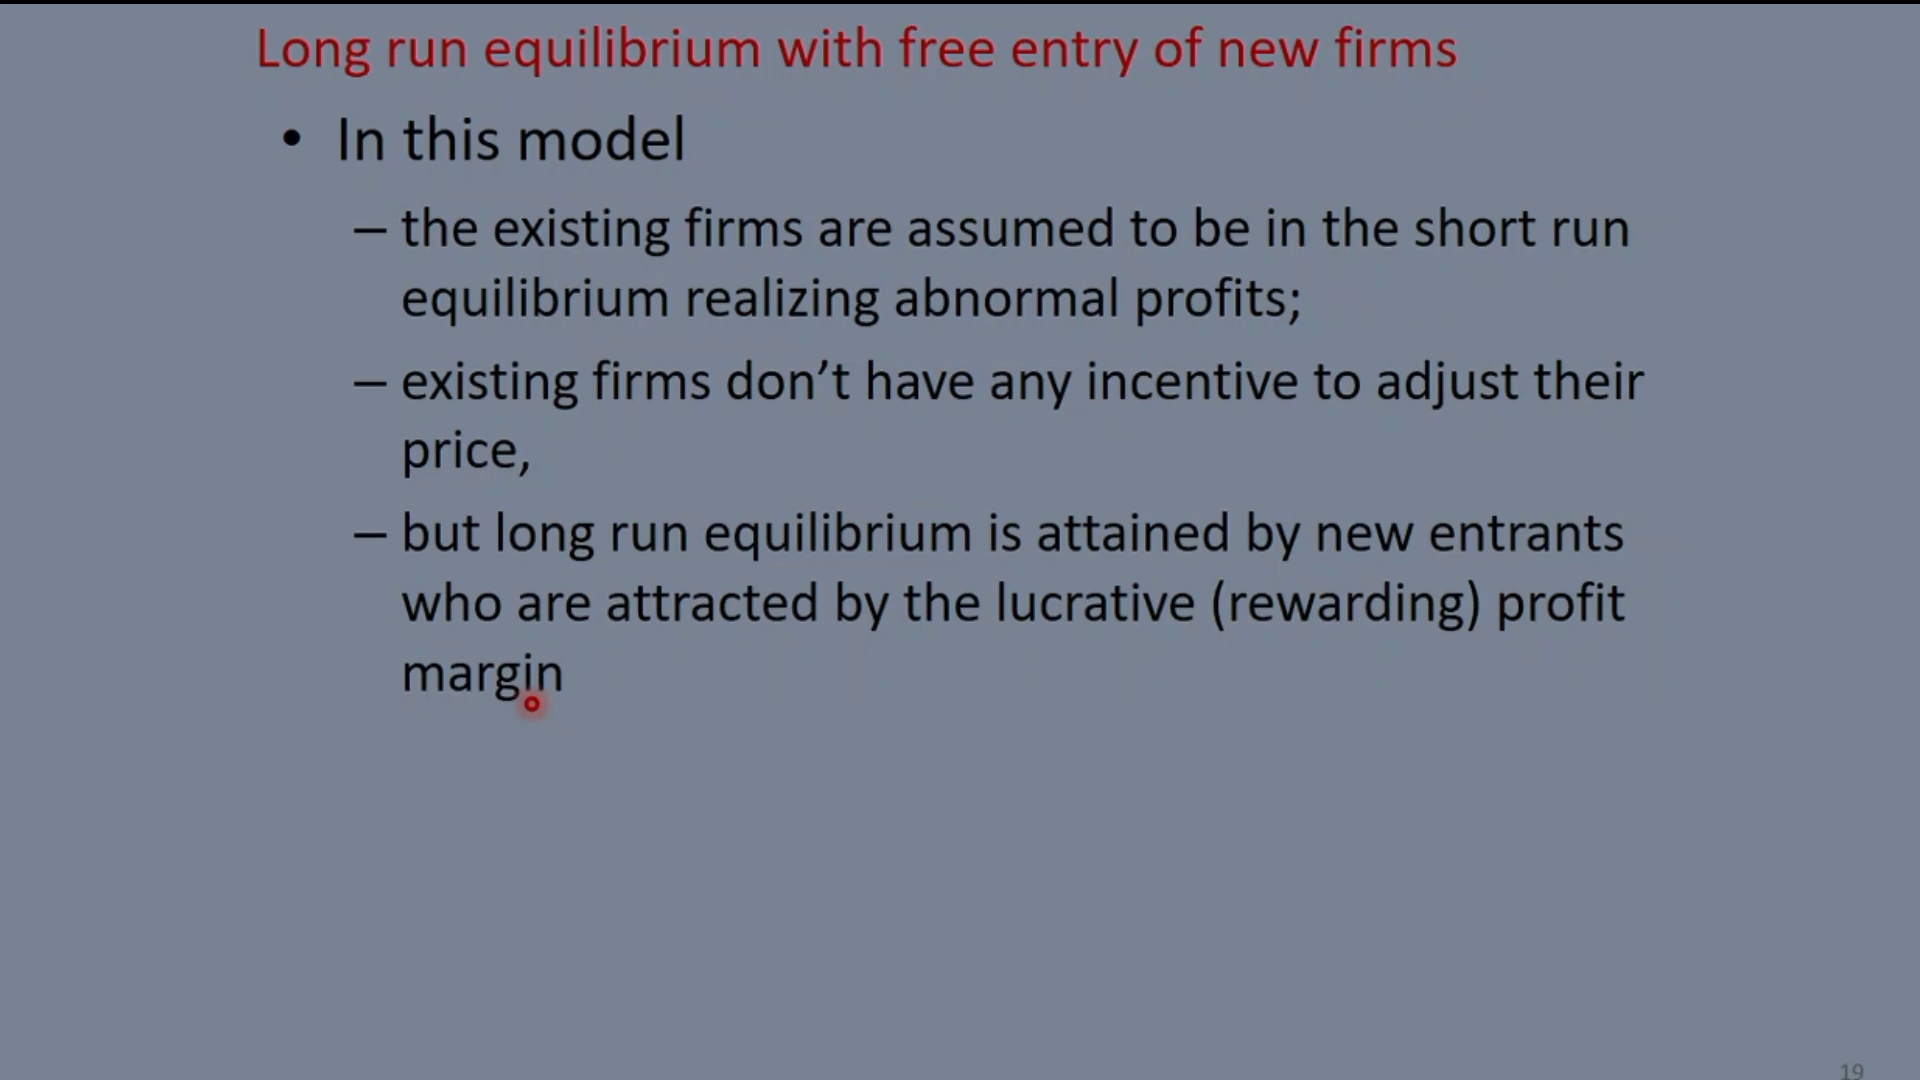 Long run equilibrium with free entry of new firms
• In this model
– the existing firms are assumed to be in the short run
equilibrium realizing abnormal profits;
– existing firms don’t have any incentive to adjust their
price,
– but long run equilibrium is attained by new entrants
who are attracted by the lucrative (rewarding) profit
margin
19